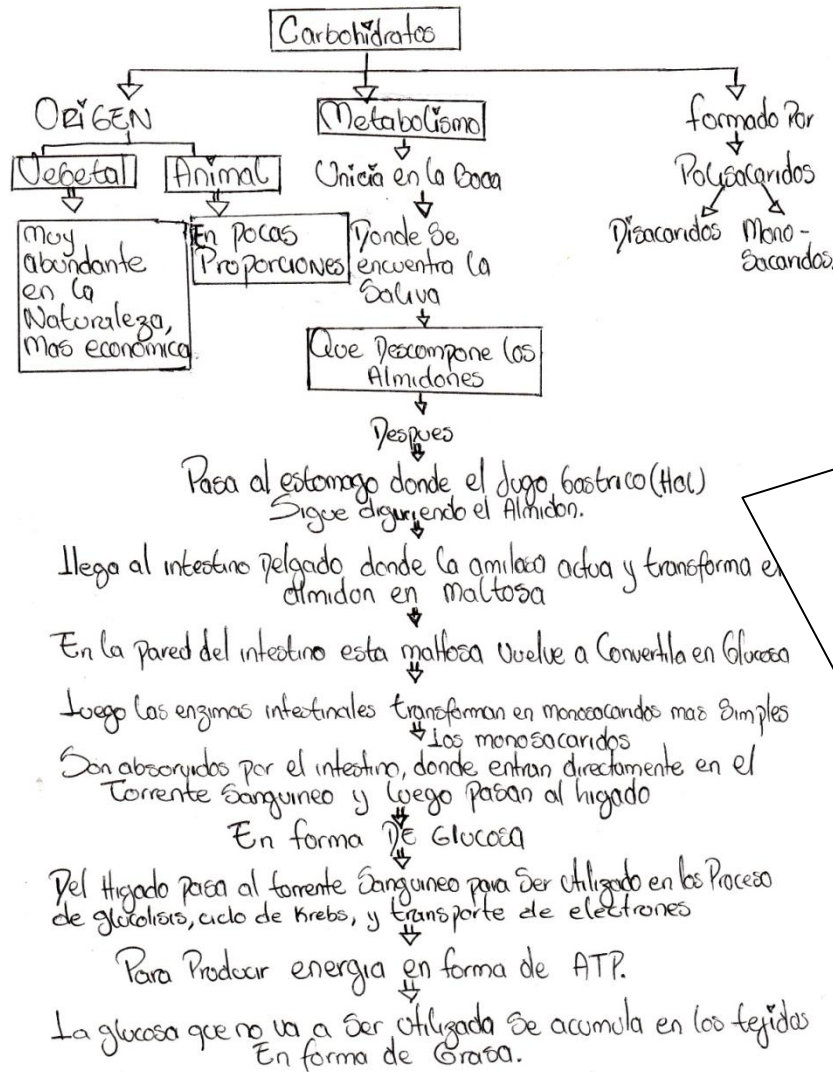 Carbohidratos
ORIGEN
Vegetal
Muy
abundante
en la
Naturaleza,
Mas económica
Animal
En Pocas
Proporciones
Metabolismo
Unicia en la Boca
Donde Se
encuentra la
Saliva
Que Descompone los
Almidones
Despues
Pasa al estomago donde el Jugo Gastrico (Hcl)
Sigue diguriendo el Almidon.
llega al intestino Delgado donde la amilasa actua y transforma el
almidon en maltosa
En la pared del intestino esta maltosa Vuelve a Convertila en Glucosa
Luego las enzimas intestinales transforman en monosacaridos mas Simples
Los monosacaridos
Son absorvidos por el intestino, donde entran directamente en el
Torrente Sanguineo y luego pasan al higado
En forma DE Glucosa
Del Higado pasa al torrente Sanguineo para Ser Utilizado en los Proceso
de glucolisis, ciclo de Krebs, y transporte de electrones
Para Producir energia en forma de ATP.
La glucosa que no va a Ser Utilizada Se acumula en los tejidos
En forma de Grasa.
formado Por
Polisacaridos
Disacaridos
Mono-
Sacaridos.